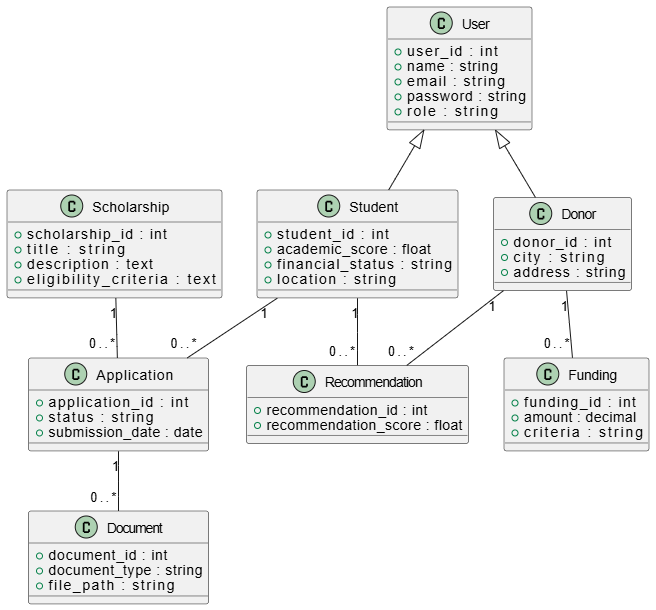 C User
user_id : int
name : string
email : string
password : string
role : string
C Scholarship
scholarship_id : int
title : string
description : text
eligibility_criteria : text
C Student
student_id : int
academic_score : float
financial_status : string
location : string
C Donor
donor_id : int
city : string
address : string
1
1
1
1
1
0..*
0..*
0..*
0..*
0..*
C Application
application_id : int
status : string
submission_date : date
C Recommendation
recommendation_id : int
recommendation_score : float
C Funding
funding_id : int
amount : decimal
criteria : string
1
0..*
C Document
document_id : int
document_type : string
file_path : string